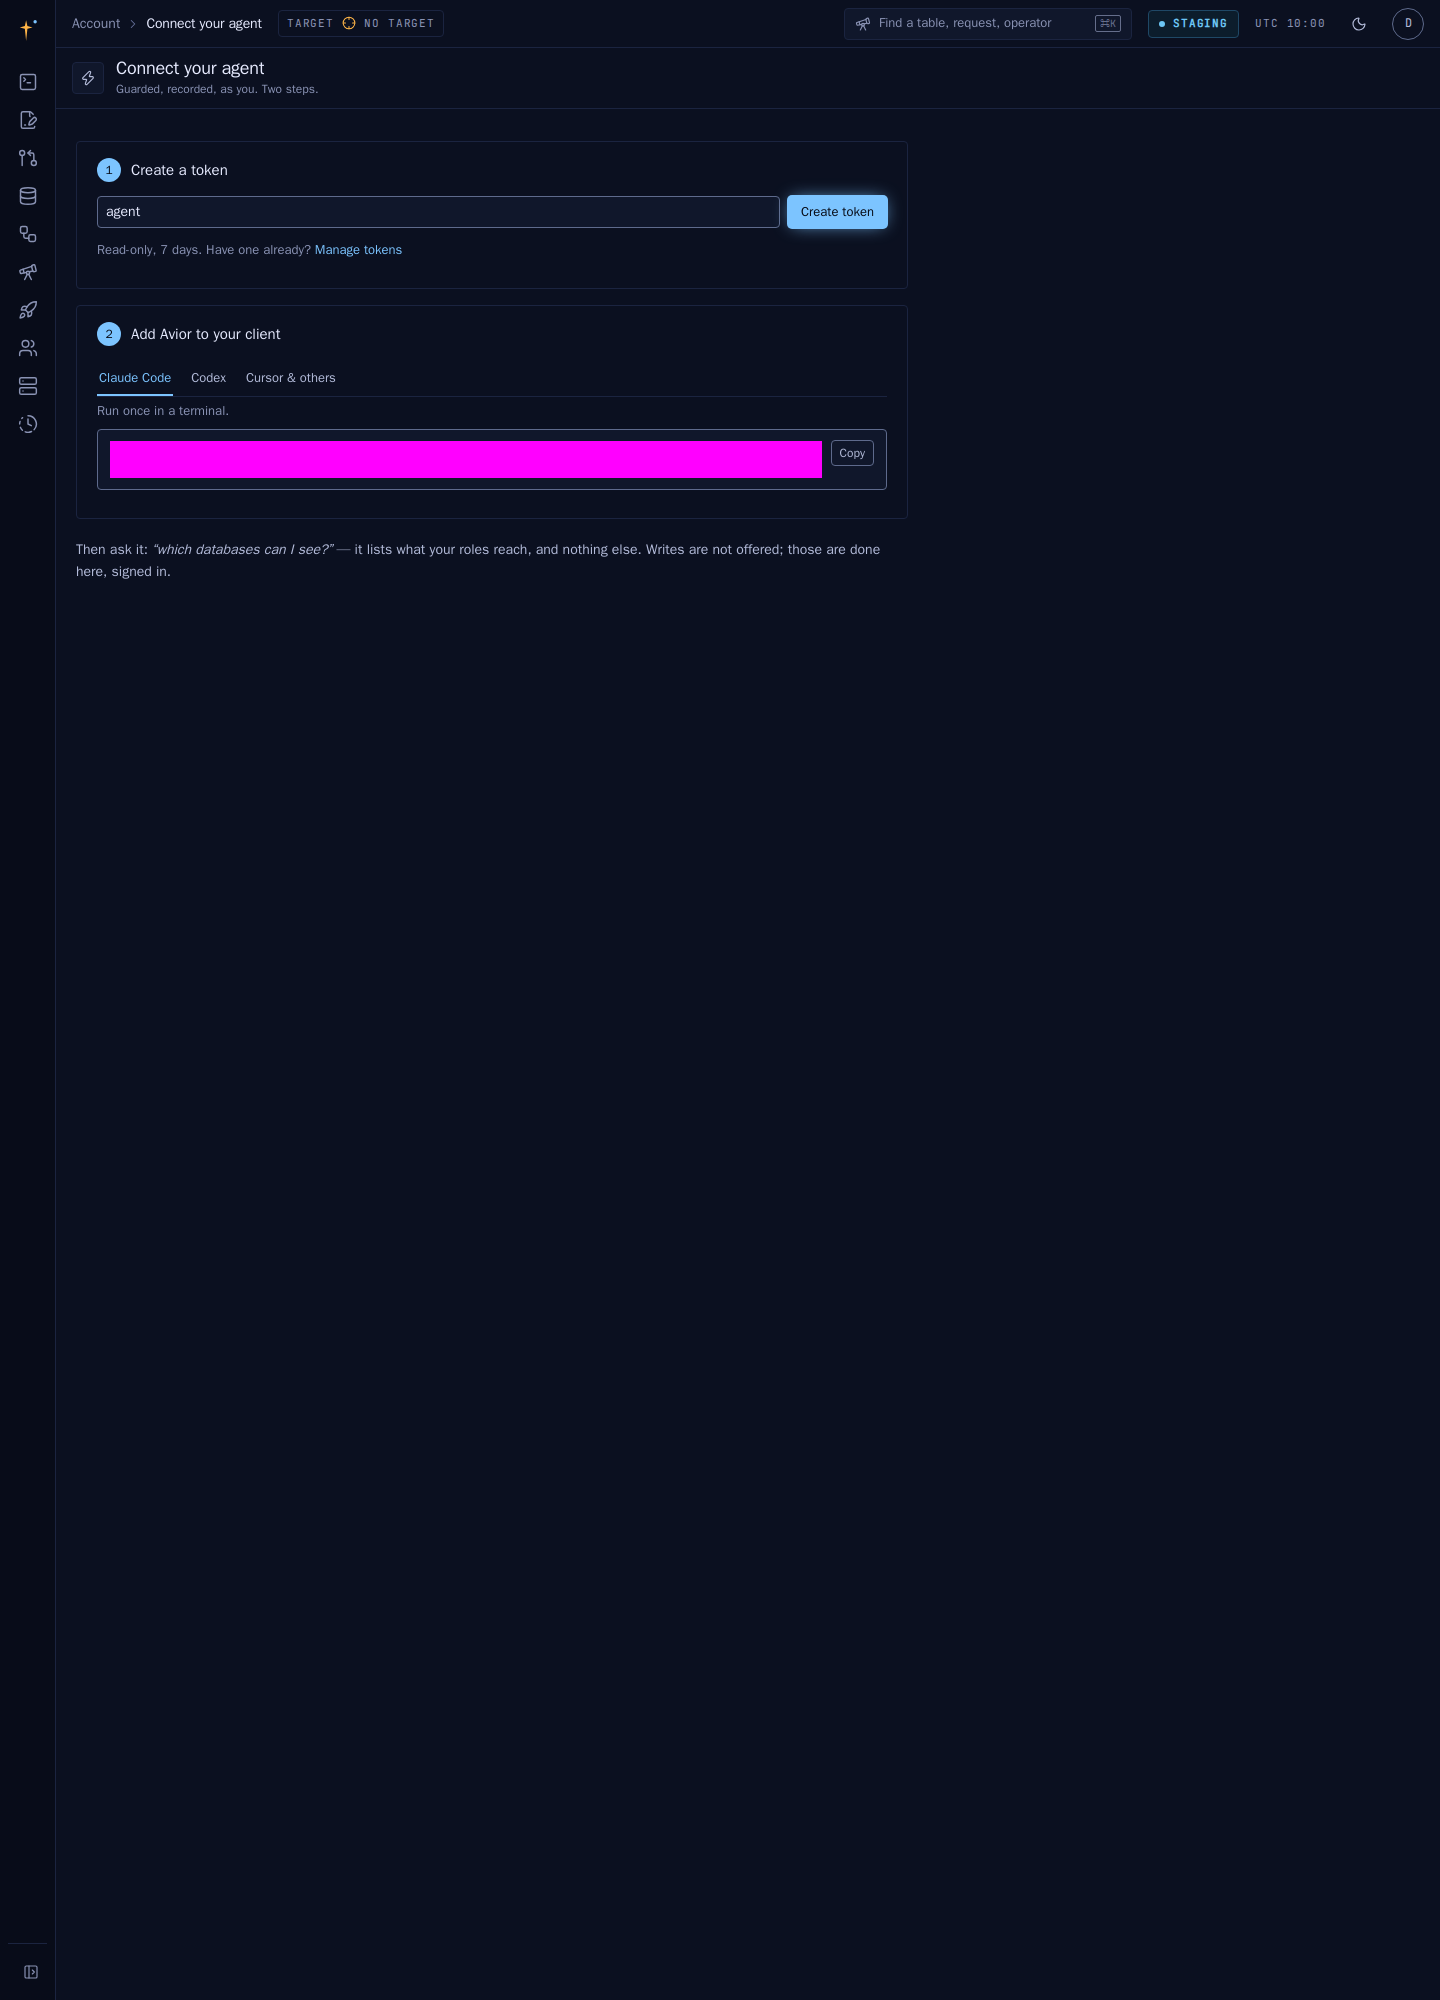 Account > Connect your agent
TARGET NO TARGET
Find a table, request, operator
⌘K
STAGING
UTC 10:00
D
Connect your agent
Guarded, recorded, as you. Two steps.
1 Create a token
agent
Create token
Read-only, 7 days. Have one already? Manage tokens
2 Add Avior to your client
Claude Code
Codex
Cursor & others
Run once in a terminal.
Copy
Then ask it: “which databases can I see?” — it lists what your roles reach, and nothing else. Writes are not offered; those are done
here, signed in.